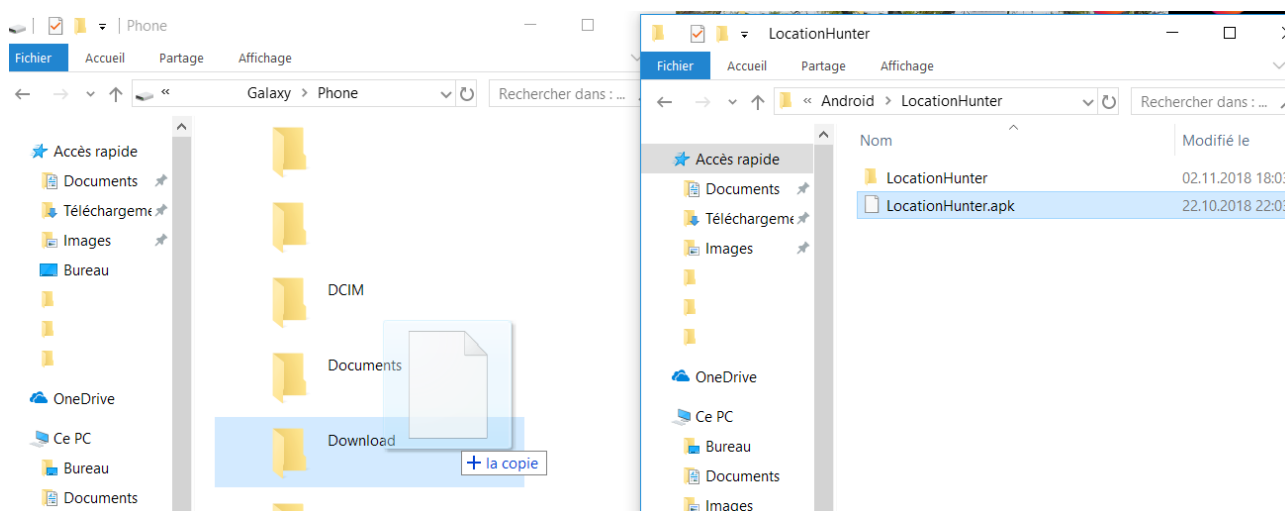 Phone
Fichier
Accueil
Partage
Affichage
«
Galaxy > Phone
Rechercher dans : ...
Accès rapide
Documents
Téléchargeme
Images
Bureau
OneDrive
Ce PC
Bureau
Documents
DCIM
Documents
Download
+ la copie
LocationHunter
Fichier
Accueil
Partage
Affichage
« Android > LocationHunter
Rechercher dans : ...
Accès rapide
Documents
Téléchargeme
Images
OneDrive
Ce PC
Bureau
Documents
Images
Nom
Modifié le
LocationHunter
02.11.2018 18:03
LocationHunter.apk
22.10.2018 22:03